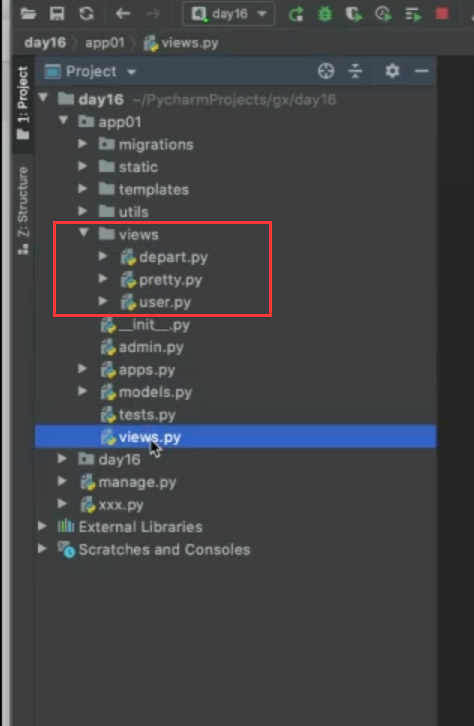 day16
day16 app01 views.py
1: Project
Project
day16 ~/PycharmProjects/gx/day16
app01
migrations
static
templates
utils
views
depart.py
pretty.py
user.py
__init__.py
admin.py
apps.py
models.py
tests.py
views.py
day16
manage.py
xxx.py
External Libraries
Scratches and Consoles
Z: Structure